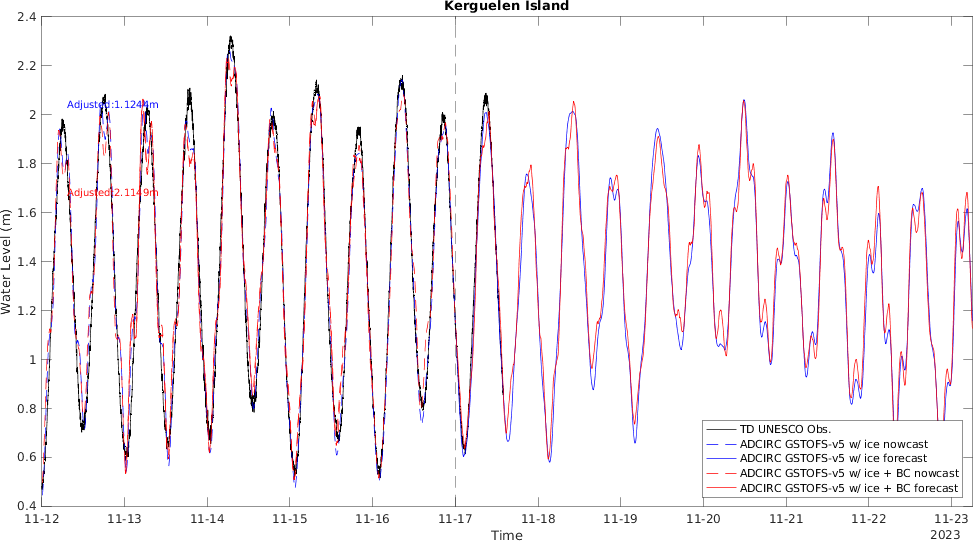 Kerguelen Island
2.4
2.2
2
1.8
1.6
1.4
1.2
1
0.8
0.6
0.4
Water Level (m)
Adjusted:1.1244m
Adjusted:2.1149m
TD UNESCO Obs.
ADCIRC GSTOFS-v5 w/ ice nowcast
ADCIRC GSTOFS-v5 w/ ice forecast
ADCIRC GSTOFS-v5 w/ ice + BC nowcast
ADCIRC GSTOFS-v5 w/ ice + BC forecast
11-12 11-13 11-14 11-15 11-16 11-17 11-18 11-19 11-20 11-21 11-22 11-23
Time 2023